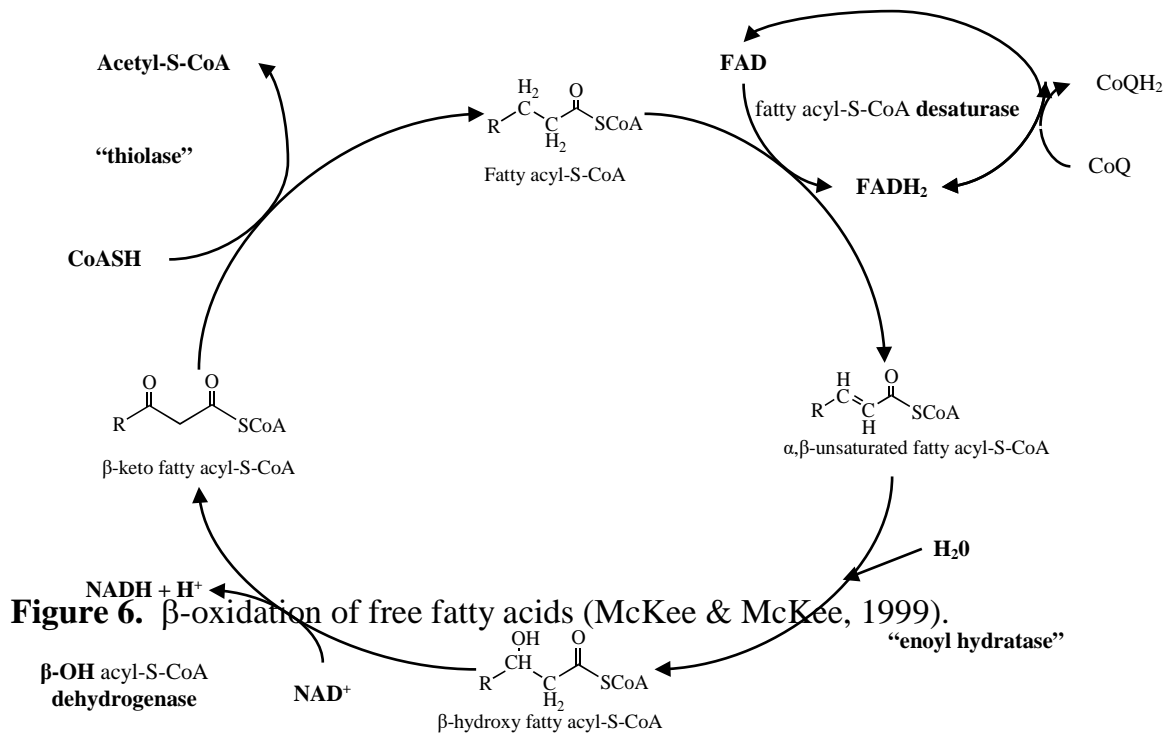 Acetyl-S-CoA
“thiolase”
CoASH
H₂
C
O
R
C
H₂
SCoA
Fatty acyl-S-CoA
FAD
fatty acyl-S-CoA desaturase
FADH₂
CoQH₂
CoQ
O
O
R
SCoA
β-keto fatty acyl-S-CoA
H
C
O
R
C
H
SCoA
α,β-unsaturated fatty acyl-S-CoA
H₂0
“enoyl hydratase”
NADH + H⁺
Figure 6. β-oxidation of free fatty acids (McKee & McKee, 1999).
β-OH acyl-S-CoA
dehydrogenase
NAD⁺
OH
CH
O
R
C
H₂
SCoA
β-hydroxy fatty acyl-S-CoA